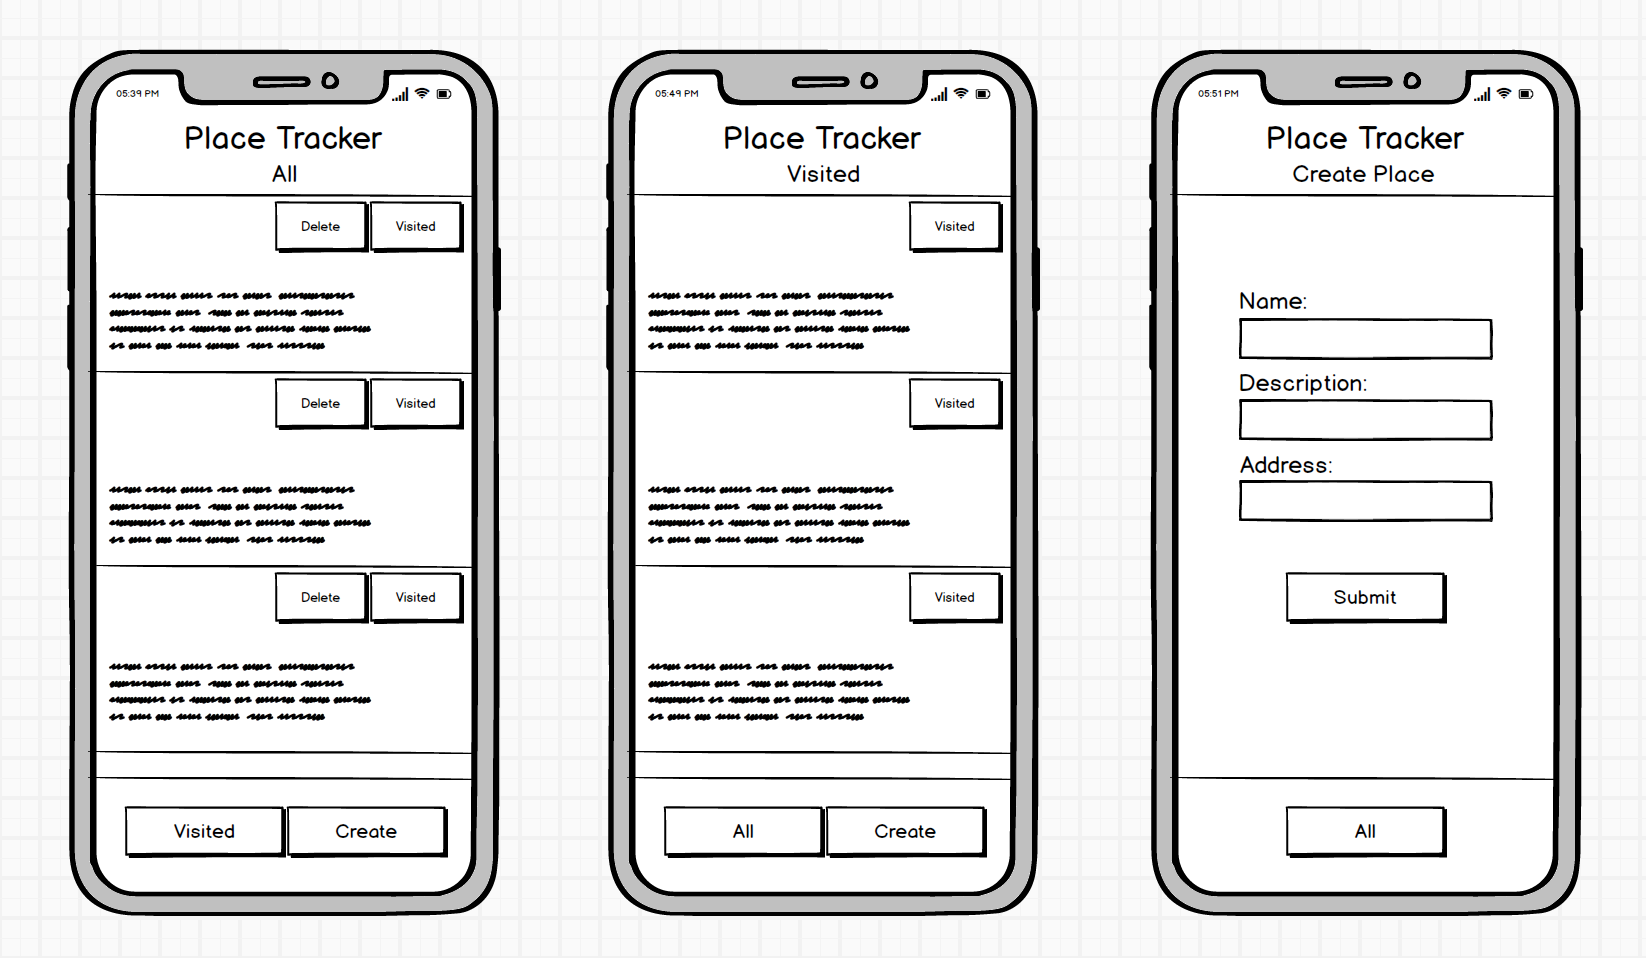 05:39 PM
Place Tracker
All
Delete
Visited
Delete
Visited
Delete
Visited
Visited
Create
05:49 PM
Place Tracker
Visited
Visited
Visited
Visited
All
Create
05:51 PM
Place Tracker
Create Place
Name:
Description:
Address:
Submit
All